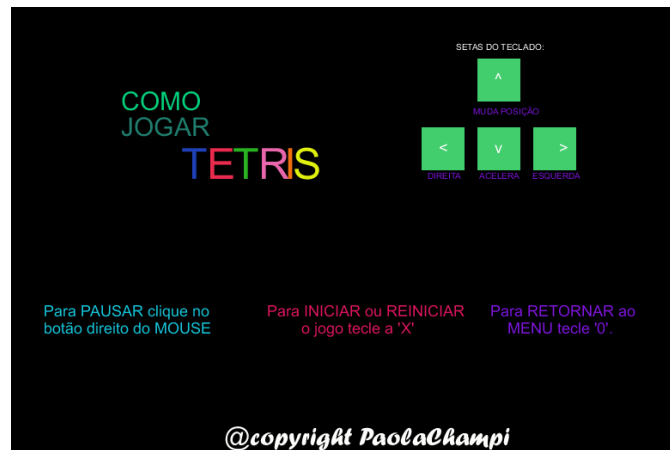 COMO
JOGAR
TETRIS
SETAS DO TECLADO:
^
MUDA POSIÇÃO
< v >
DIREITA ACELERA ESQUERDA
Para PAUSAR clique no
botão direito do MOUSE
Para INICIAR ou REINICIAR
o jogo tecle a 'X'
Para RETORNAR ao
MENU tecle '0'.
@copyright PaolaChampi